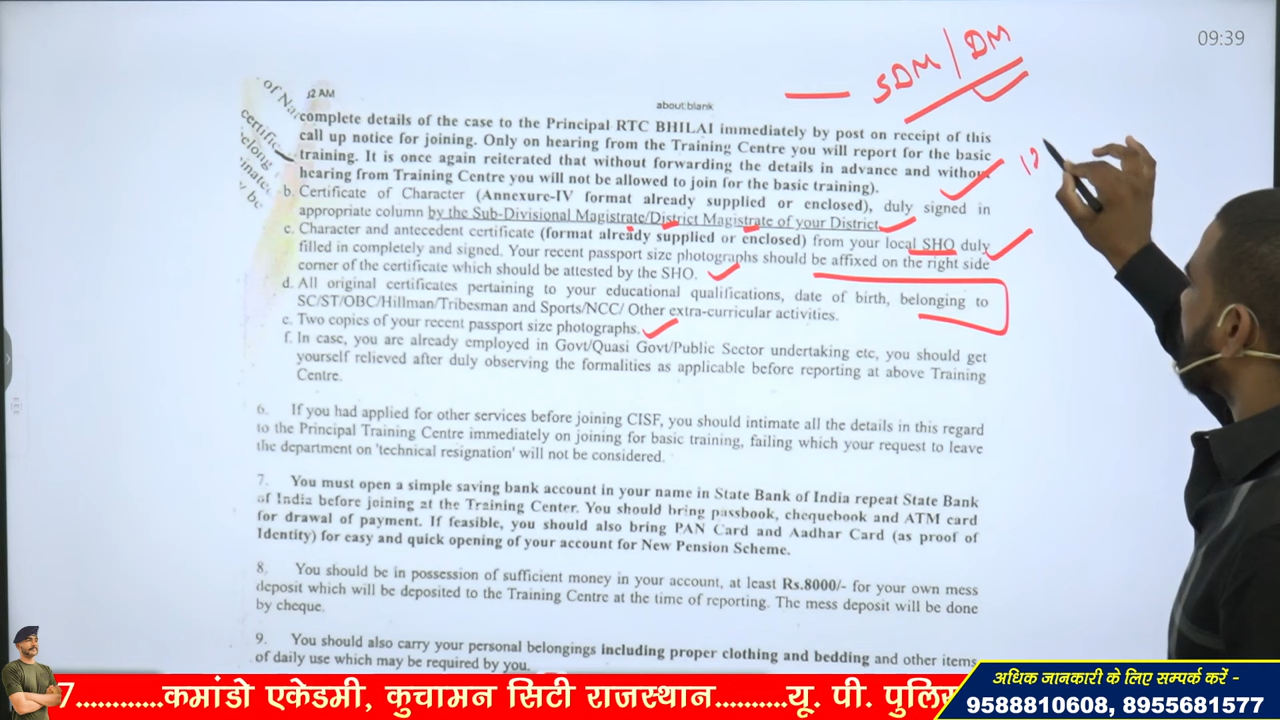 09:39
SDM/DM
12 AM
about:blank
of Na
certific
belong
complete details of the case to the Principal RTC BHILAI immediately by post on receipt of this
call up notice for joining. Only on hearing from the Training Centre you will report for the basic
training. It is once again reiterated that without forwarding the details in advance and without
hearing from Training Centre you will not be allowed to join for the basic training).
b. Certificate of Character (Annexure-IV format already supplied or enclosed), duly signed in
appropriate column by the Sub-Divisional Magistrate/District Magistrate of your District.
c. Character and antecedent certificate (format already supplied or enclosed) from your local SHO duly
filled in completely and signed. Your recent passport size photographs should be affixed on the right side
corner of the certificate which should be attested by the SHO.
d. All original certificates pertaining to your educational qualifications, date of birth, belonging to
SC/ST/OBC/Hillman/Tribesman and Sports/NCC/ Other extra-curricular activities.
e. Two copies of your recent passport size photographs.
f. In case, you are already employed in Govt/Quasi Govt/Public Sector undertaking etc, you should get
yourself relieved after duly observing the formalities as applicable before reporting at above Training
Centre.
6. If you had applied for other services before joining CISF, you should intimate all the details in this regard
to the Principal Training Centre immediately on joining for basic training, failing which your request to leave
the department on 'technical resignation' will not be considered.
7. You must open a simple saving bank account in your name in State Bank of India repeat State Bank
of India before joining at the Training Center. You should bring passbook, chequebook and ATM card
for drawal of payment. If feasible, you should also bring PAN Card and Aadhar Card (as proof of
Identity) for easy and quick opening of your account for New Pension Scheme.
8. You should be in possession of sufficient money in your account, at least Rs.8000/- for your own mess
deposit which will be deposited to the Training Centre at the time of reporting. The mess deposit will be done
by cheque.
9. You should also carry your personal belongings including proper clothing and bedding and other items
of daily use which may be required by you.
7............कमांडो एकेडमी, कुचामन सिटी राजस्थान..........यू. पी. पुलिस
अधिक जानकारी के लिए सम्पर्क करें -
9588810608, 8955681577